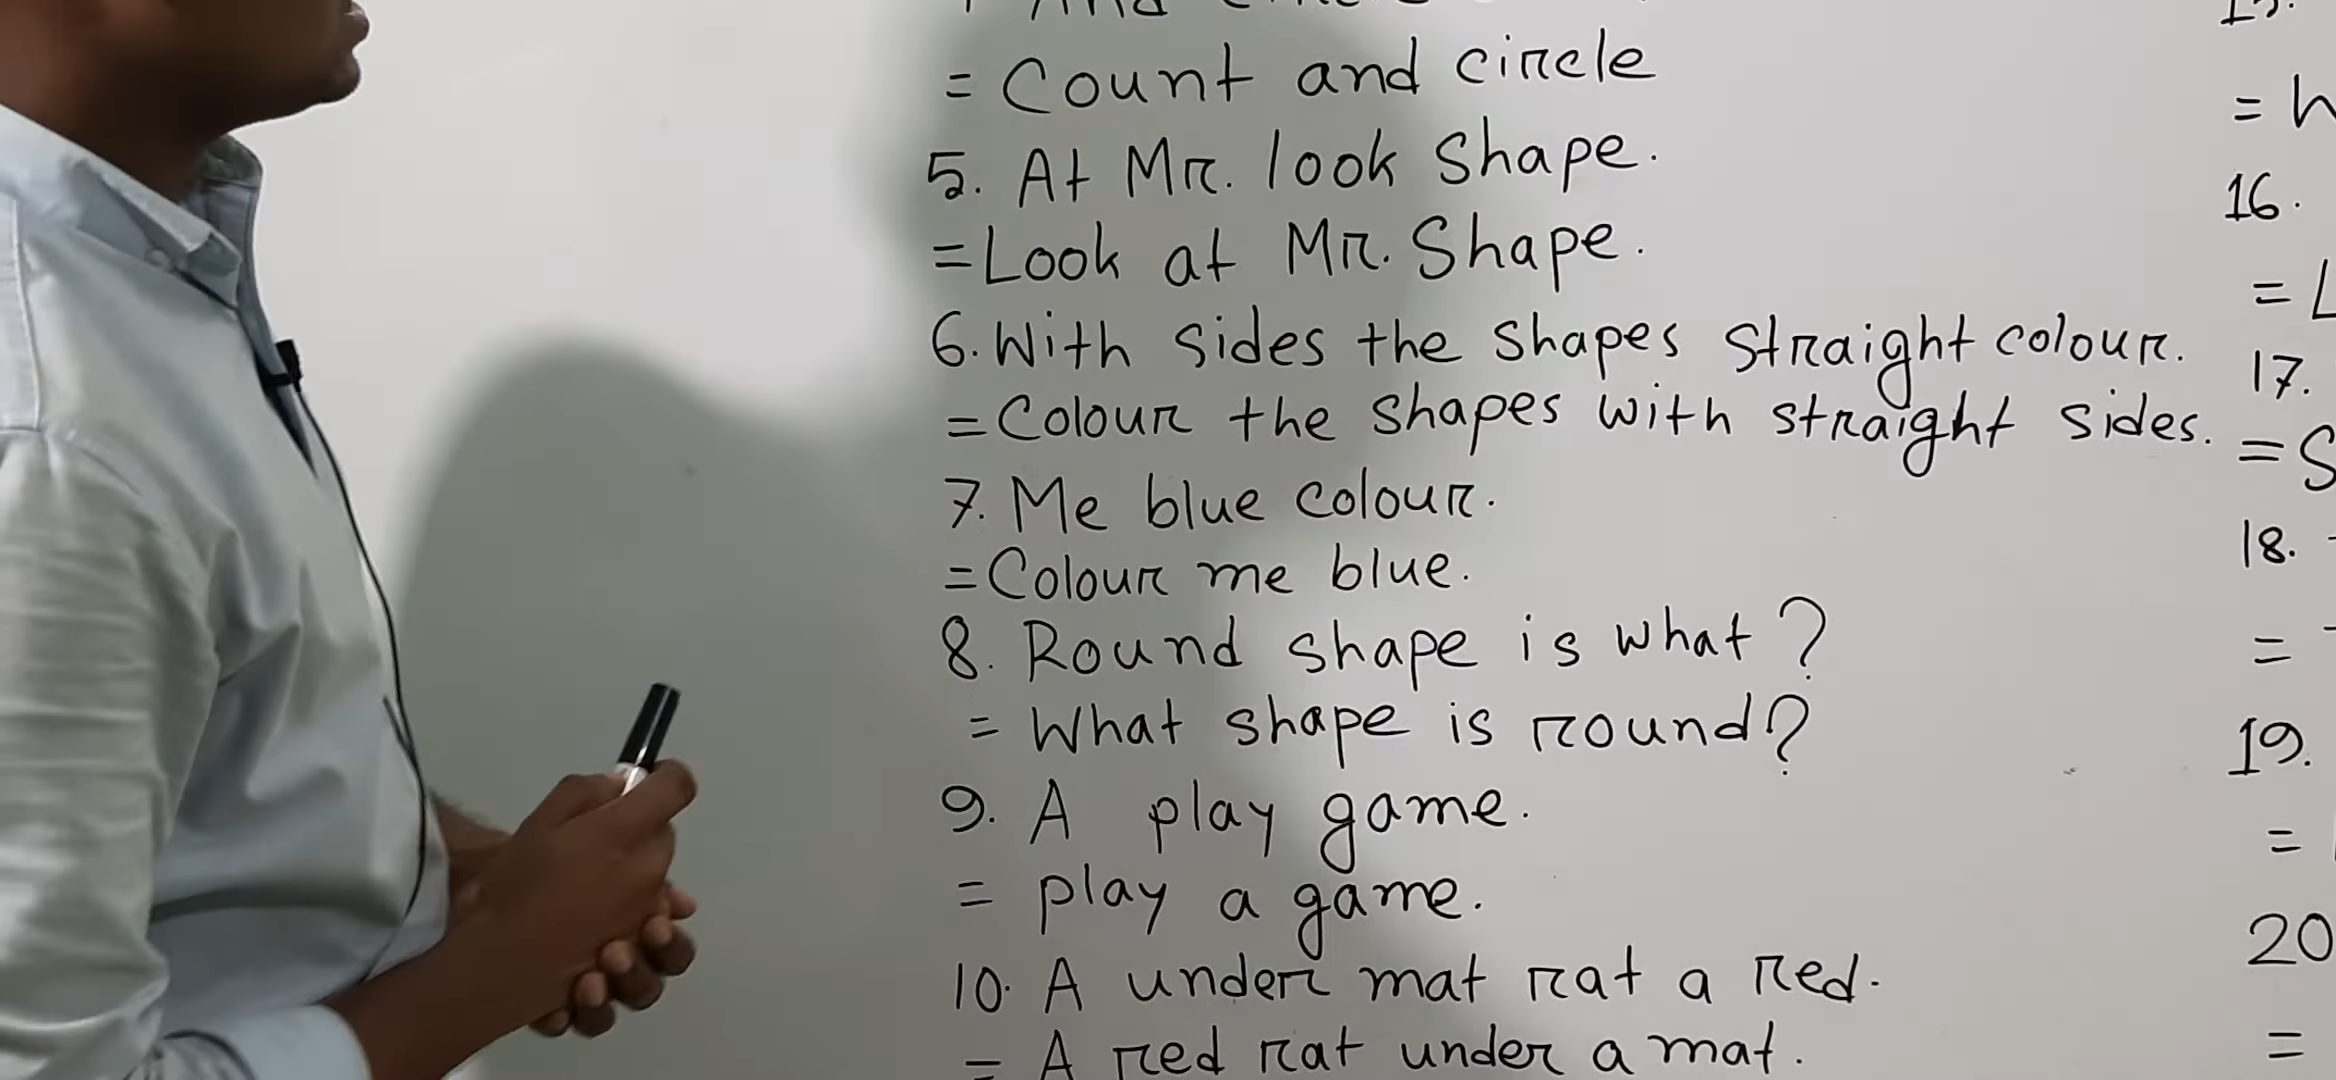 = Count and circle
5. At Mr. look Shape.
= Look at Mr. Shape.
6. With sides the shapes straight colour.
= Colour the shapes with straight sides.
7. Me blue colour.
= Colour me blue.
8. Round shape is what?
= What shape is round?
9. A play game.
= play a game.
10. A under mat rat a red.
= A red rat under a mat.
15.
=
16.
= L
17.
= S
18.
=
19.
=
20
=